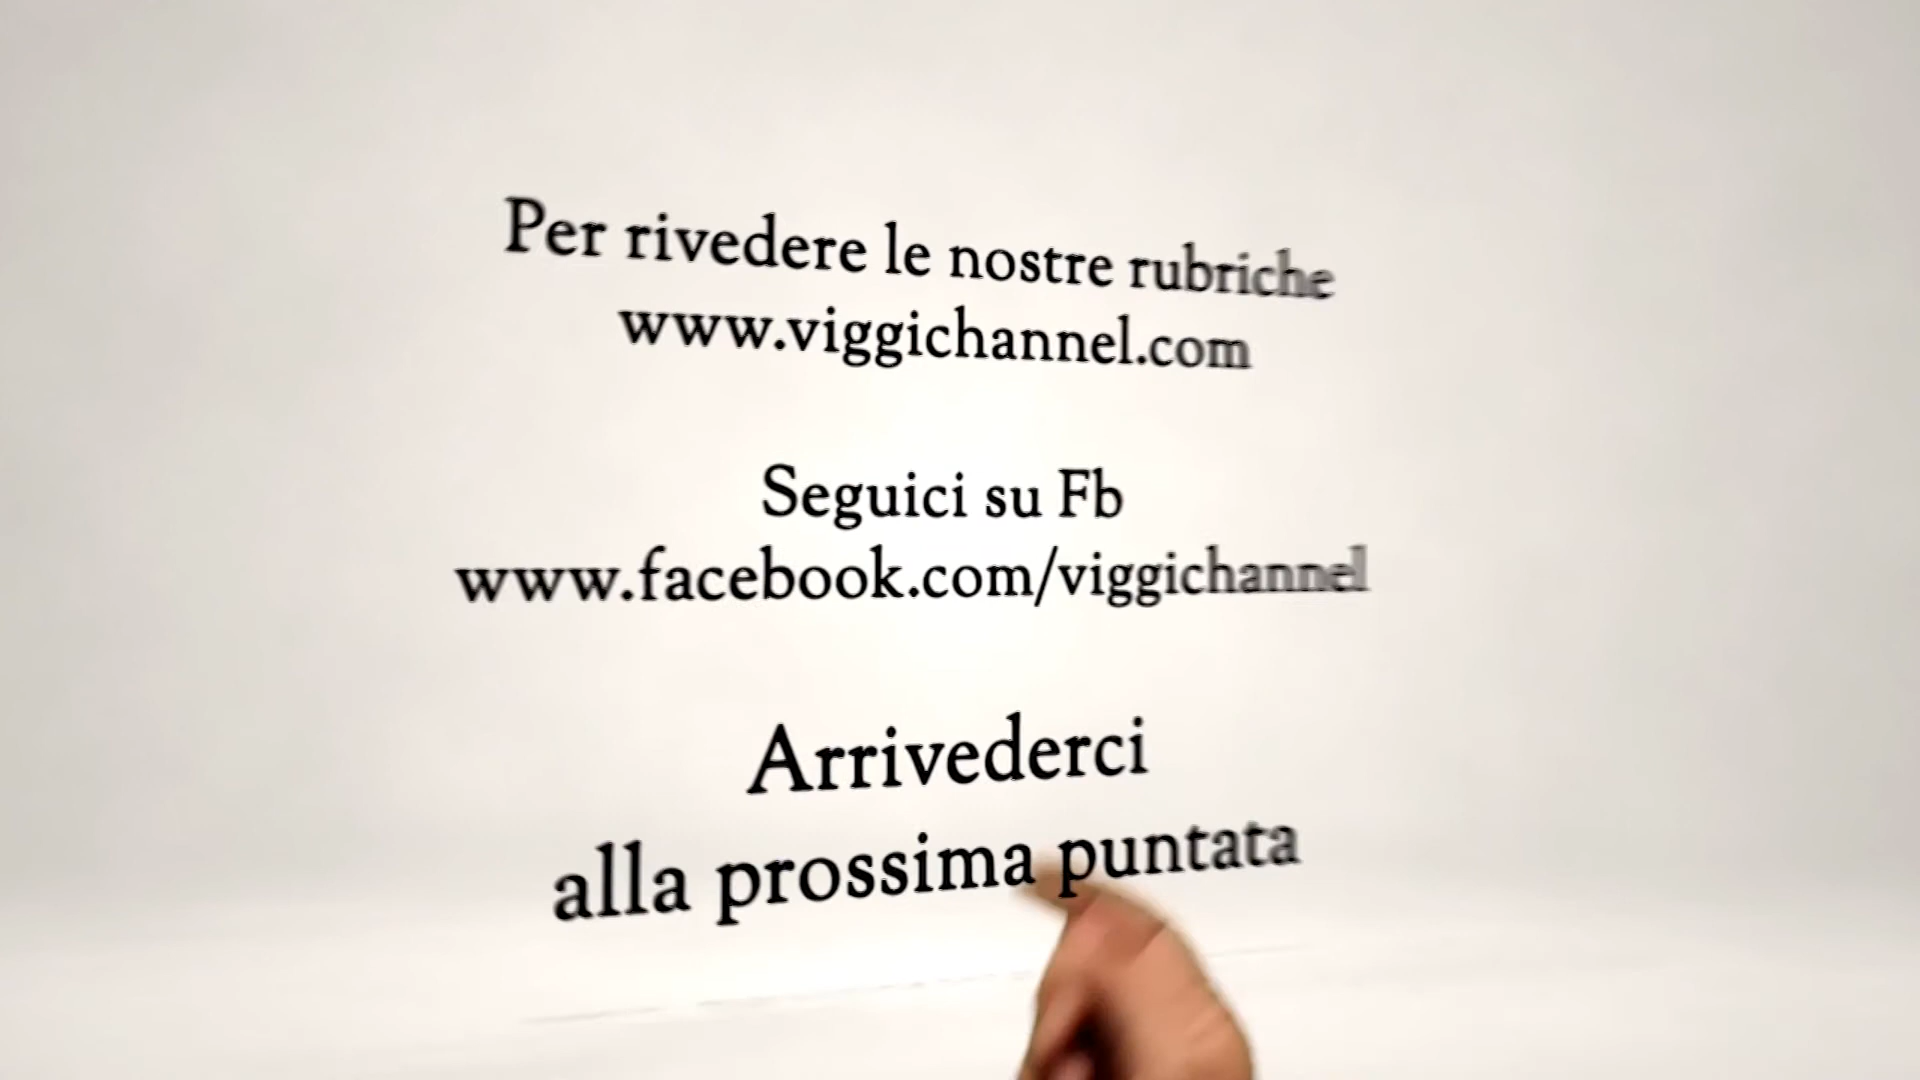 Per rivedere le nostre rubriche
www.viggichannel.com
Seguici su Fb
www.facebook.com/viggichannel
Arrivederci
alla prossima puntata